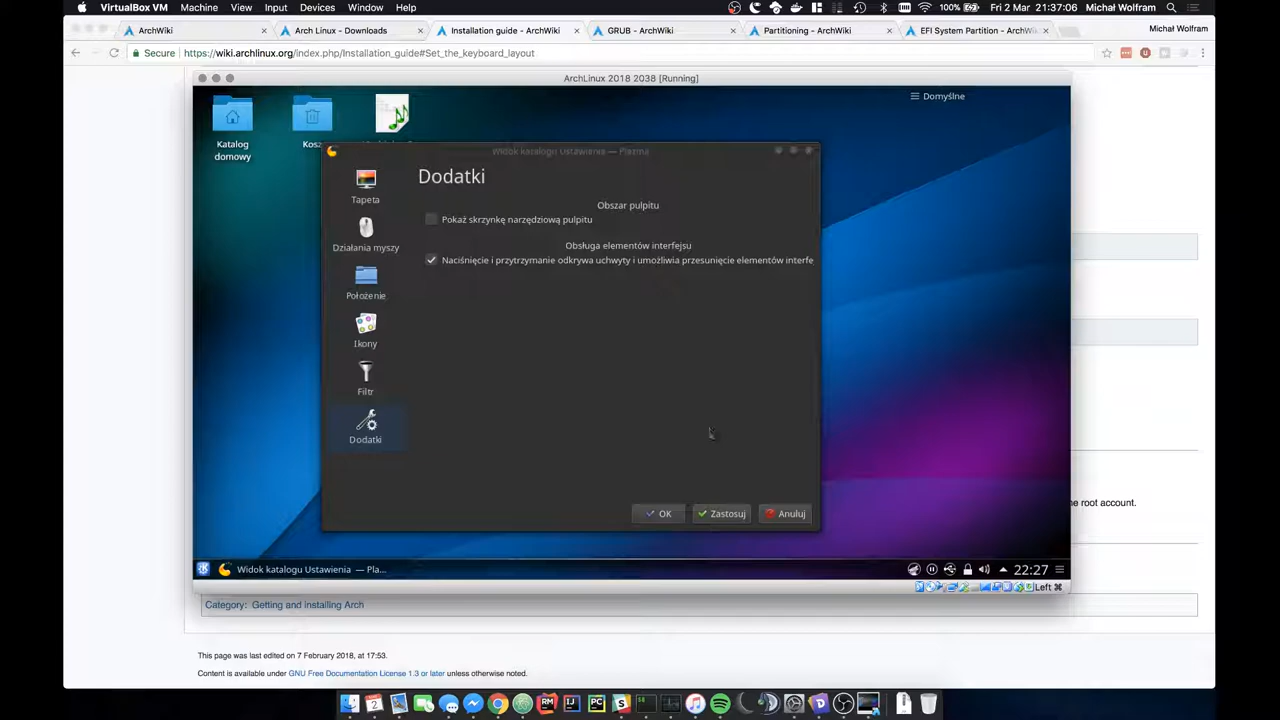 VirtualBox VM Machine View Input Devices Window Help
100% Fri 2 Mar 21:37:06 Michał Wolfram
ArchWiki
Arch Linux - Downloads
Installation guide - ArchWiki
GRUB - ArchWiki
Partitioning - ArchWiki
EFI System Partition - ArchWi
Michał Wolfram
Secure https://wiki.archlinux.org/index.php/Installation_guide#Set_the_keyboard_layout
ArchLinux 2018 2038 [Running]
Domyślne
Katalog domowy
Kosz
Widok katalogu Ustawienia — Plazma
Dodatki
Tapeta
Działania myszy
Położenie
Ikony
Filtr
Dodatki
Obszar pulpitu
Pokaż skrzynkę narzędziową pulpitu
Obsługa elementów interfejsu
Naciśnięcie i przytrzymanie odkrywa uchwyty i umożliwia przesunięcie elementów interfe
OK
Zastosuj
Anuluj
ne root account.
Widok katalogu Ustawienia — Pla...
22:27
Left ⌘
Category: Getting and installing Arch
This page was last edited on 7 February 2018, at 17:53.
Content is available under GNU Free Documentation License 1.3 or later unless otherwise noted.